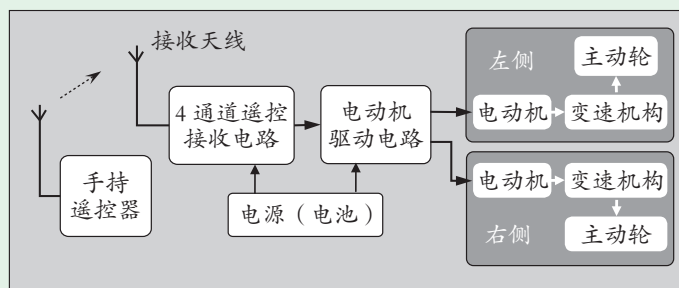 接收天线
手持
遥控器
4 通道遥控
接收电路
电动机
驱动电路
电源（电池）
左侧
主动轮
电动机
变速机构
电动机
变速机构
右侧
主动轮